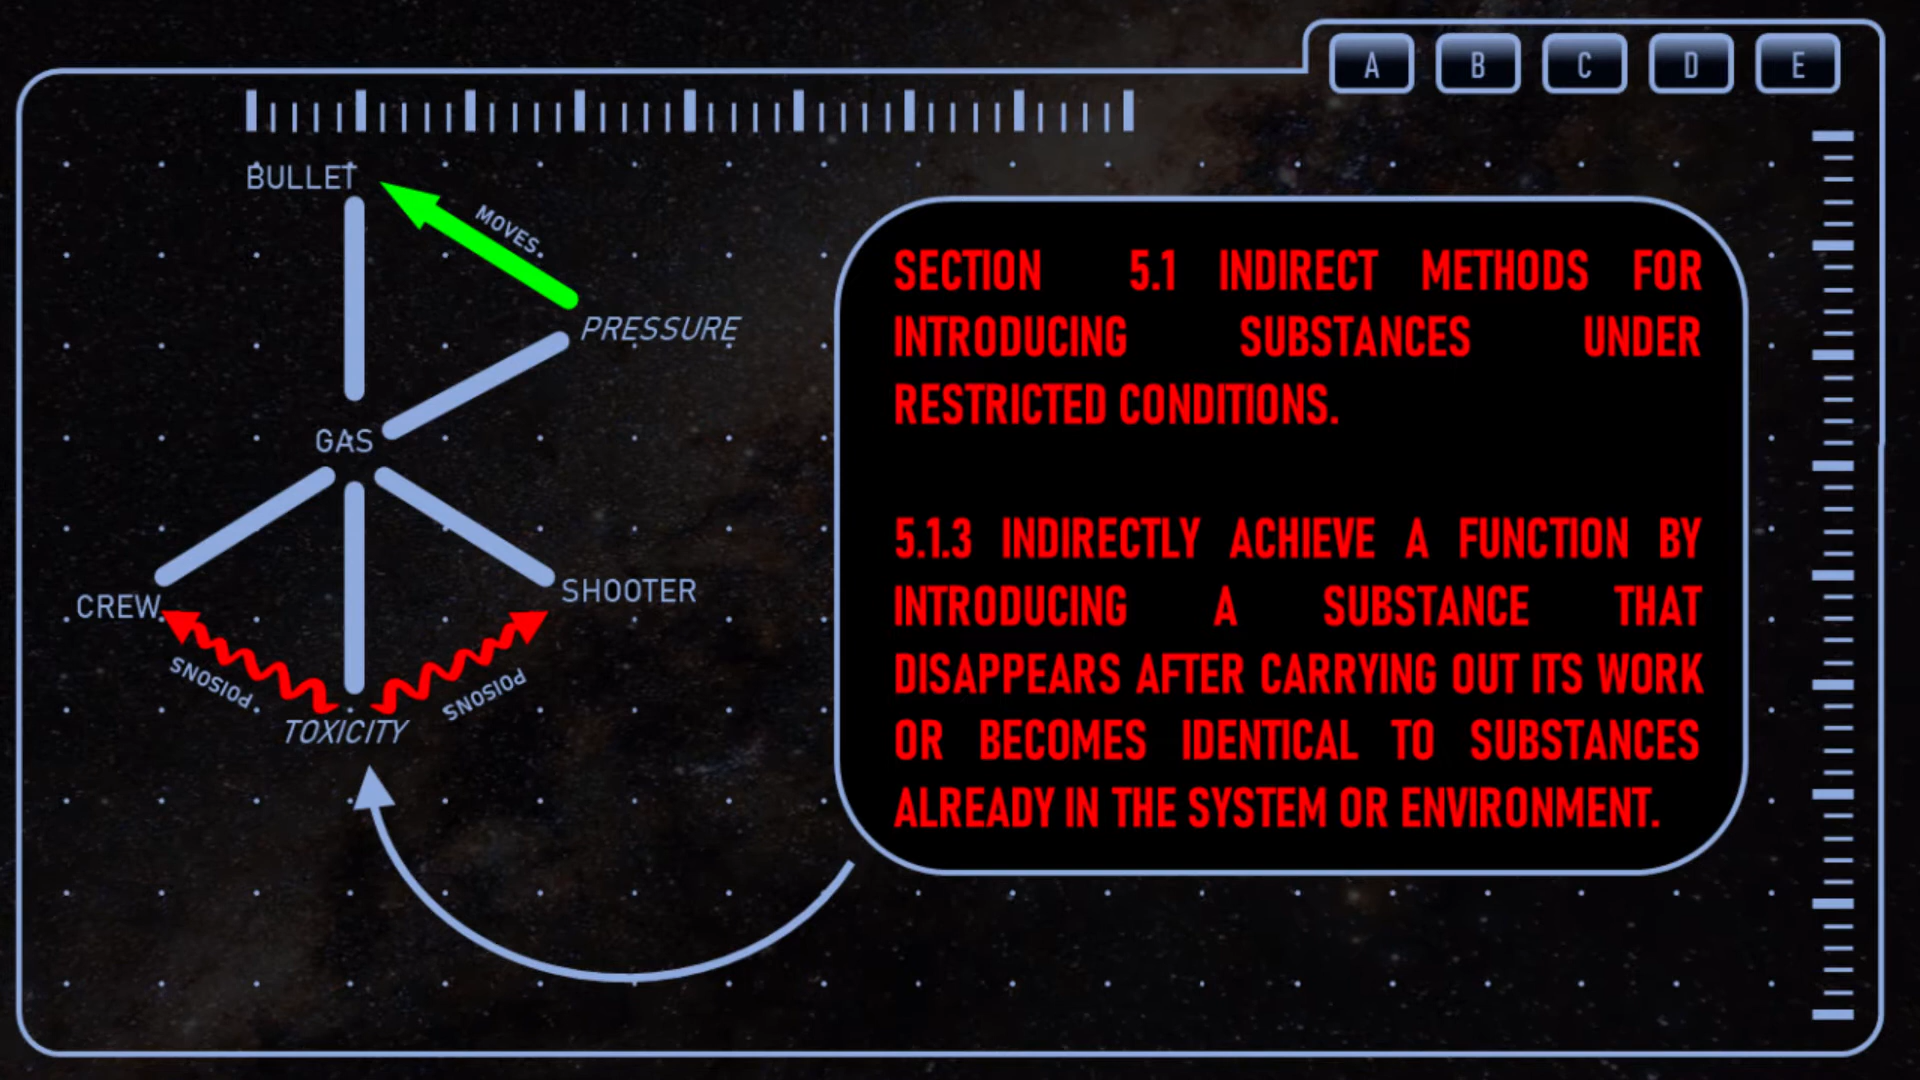 A B C D E
BULLET
MOVES
PRESSURE
GAS
CREW
SHOOTER
POISONS
POISONS
TOXICITY
SECTION 5.1 INDIRECT METHODS FOR
INTRODUCING SUBSTANCES UNDER
RESTRICTED CONDITIONS.
5.1.3 INDIRECTLY ACHIEVE A FUNCTION BY
INTRODUCING A SUBSTANCE THAT
DISAPPEARS AFTER CARRYING OUT ITS WORK
OR BECOMES IDENTICAL TO SUBSTANCES
ALREADY IN THE SYSTEM OR ENVIRONMENT.